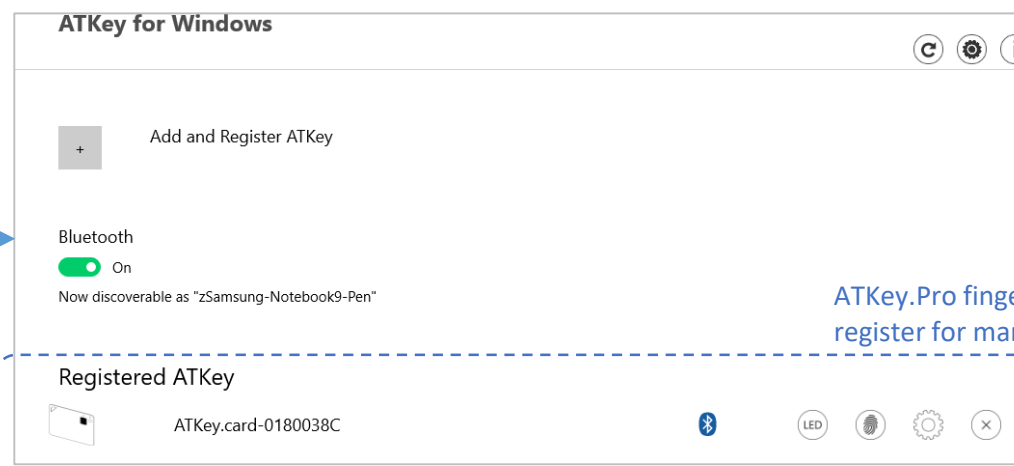 ATKey for Windows
+ Add and Register ATKey
Bluetooth
On
Now discoverable as "zSamsung-Notebook9-Pen"
ATKey.Pro finge
register for mar
Registered ATKey
ATKey.card-0180038C LED